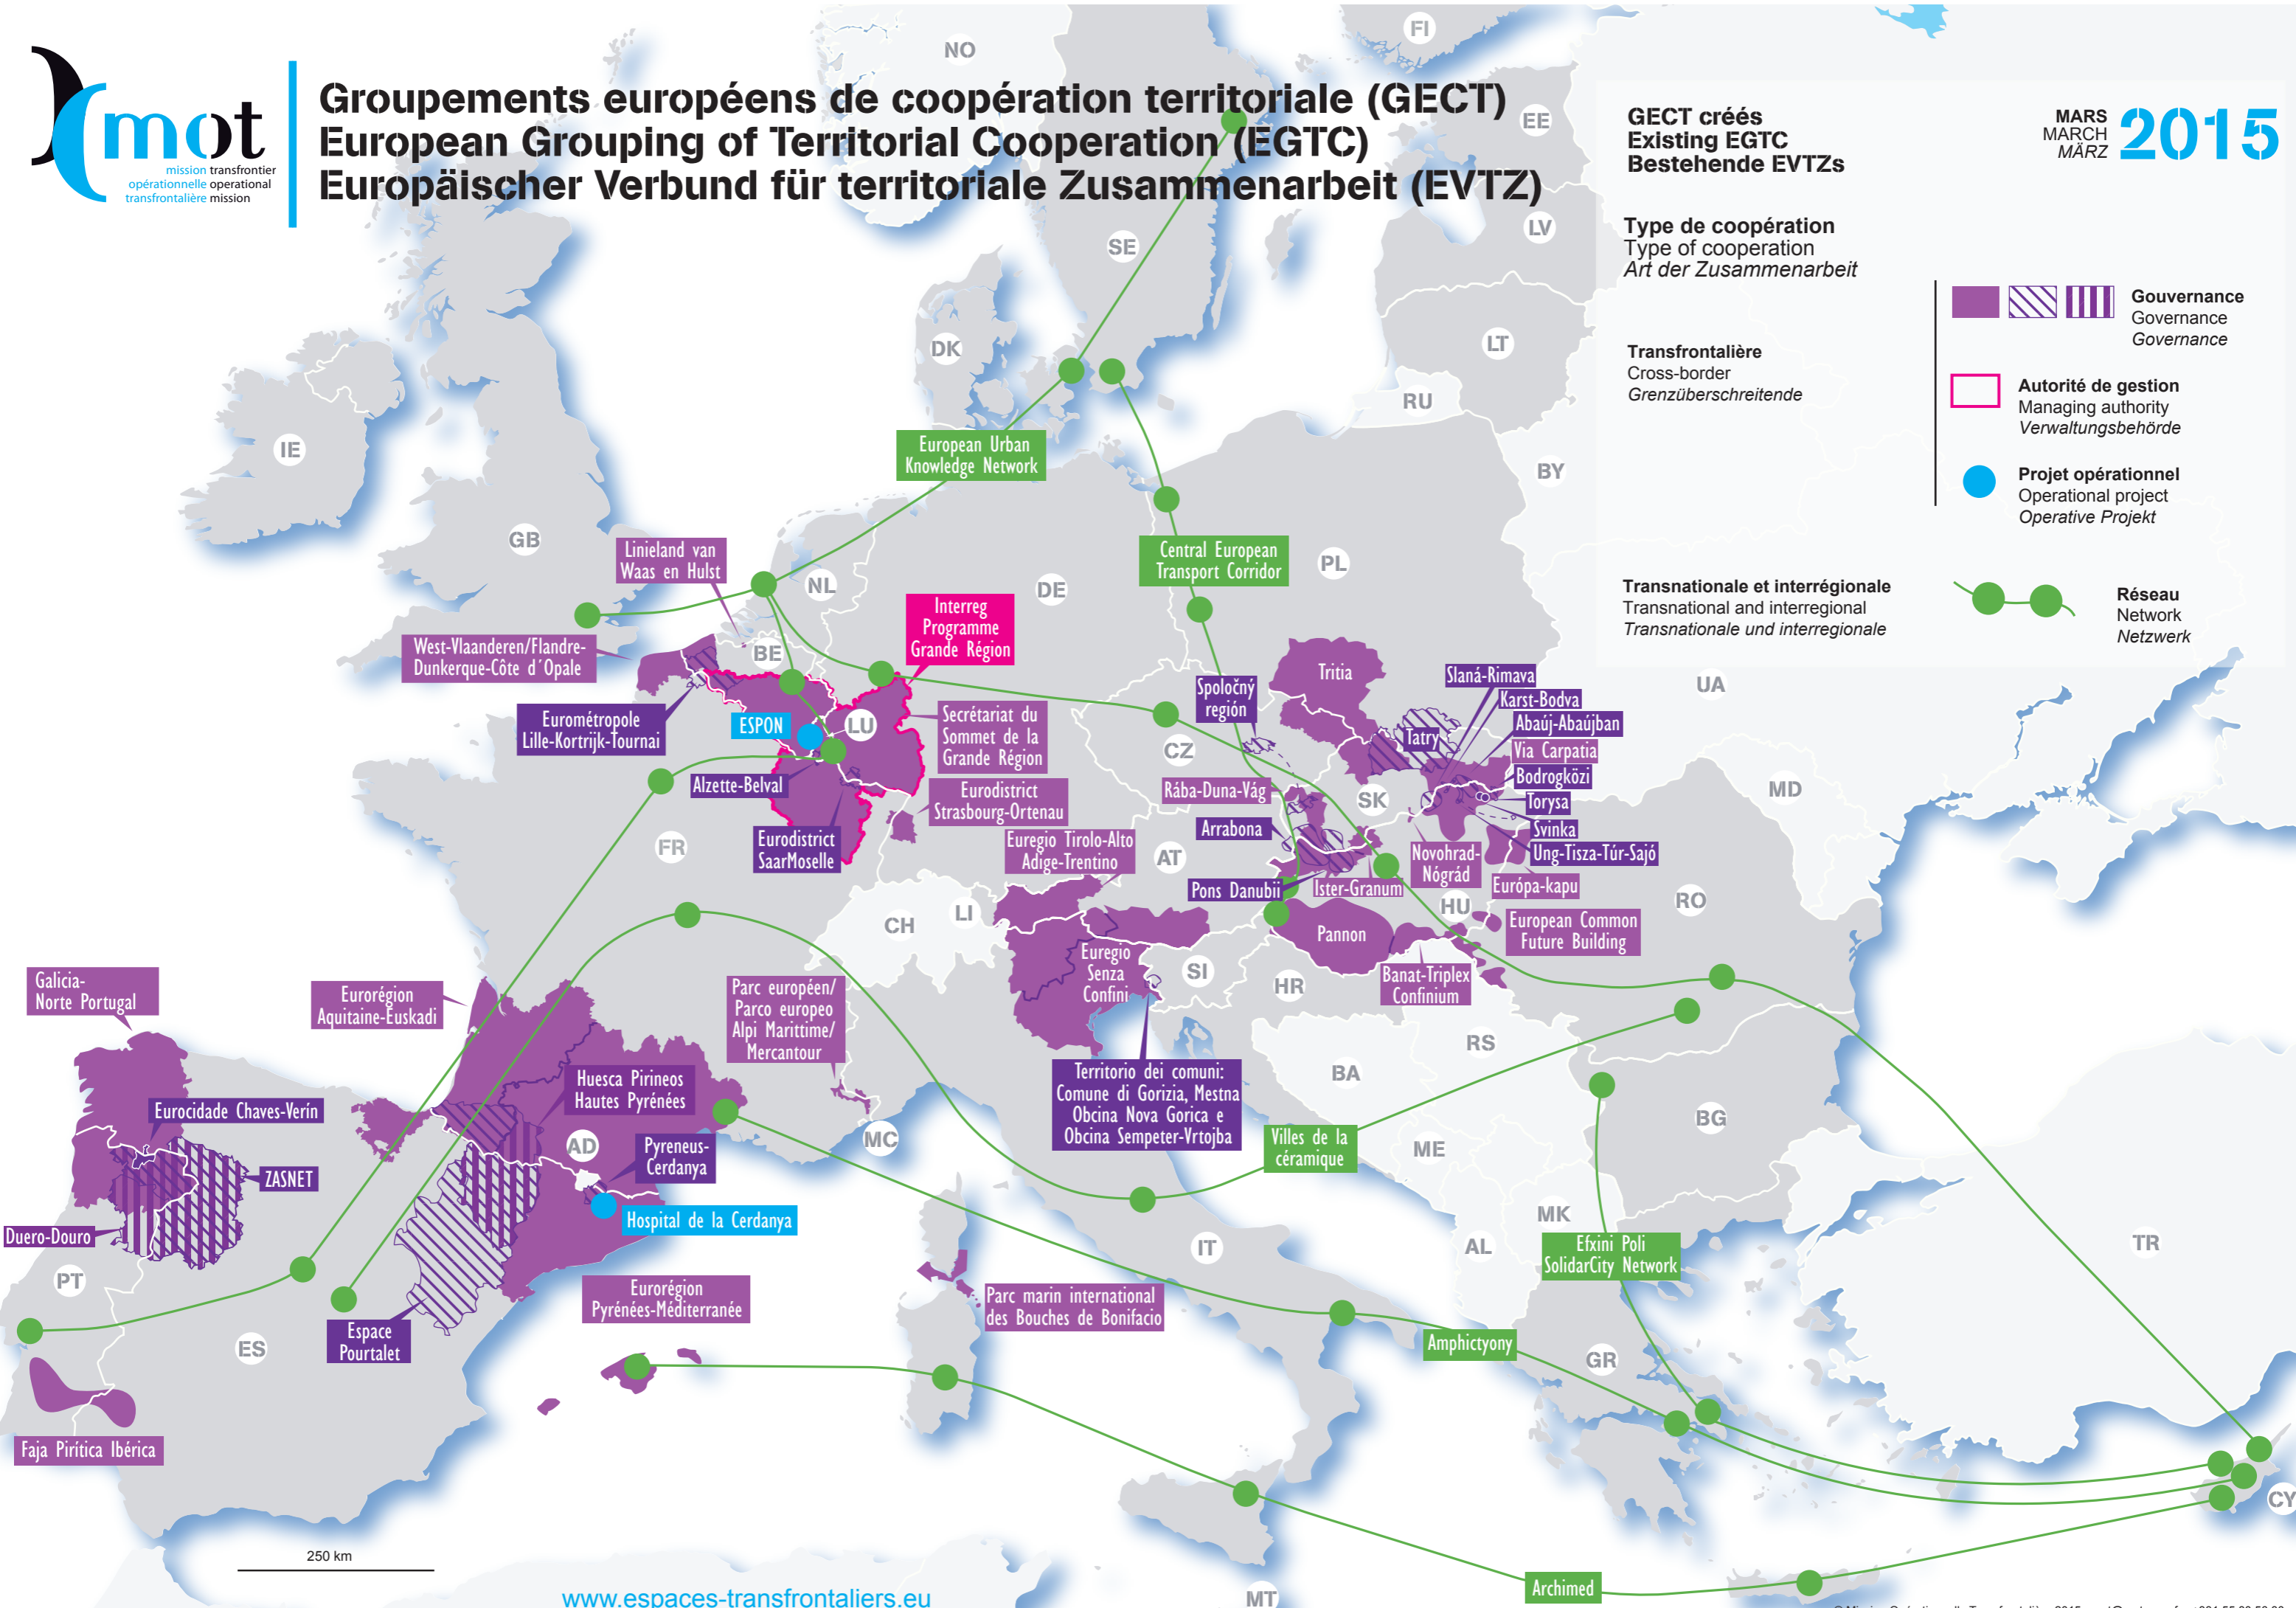 mot
mission transfrontier
opérationnelle operational
transfrontalière mission
Groupements européens de coopération territoriale (GECT)
European Grouping of Territorial Cooperation (EGTC)
Europäischer Verbund für territoriale Zusammenarbeit (EVTZ)
GECT créés
Existing EGTC
Bestehende EVTZs
MARS
MARCH
MÄRZ
2015
Type de coopération
Type of cooperation
Art der Zusammenarbeit
Transfrontalière
Cross-border
Grenzüberschreitende
Gouvernance
Governance
Governance
Autorité de gestion
Managing authority
Verwaltungsbehörde
Projet opérationnel
Operational project
Operative Projekt
Transnationale et interrégionale
Transnational and interregional
Transnationale und interregionale
Réseau
Network
Netzwerk
NO
FI
EE
SE
LV
DK
LT
RU
IE
BY
GB
NL
DE
PL
BE
LU
UA
CZ
SK
MD
FR
AT
CH
LI
HU
RO
SI
HR
RS
BA
BG
ME
MC
AD
MK
AL
IT
TR
PT
ES
GR
CY
MT
European Urban
Knowledge Network
Central European
Transport Corridor
Linieland van
Waas en Hulst
West-Vlaanderen/Flandre-
Dunkerque-Côte d'Opale
Interreg
Programme
Grande Région
Eurométropole
Lille-Kortrijk-Tournai
ESPON
Secrétariat du
Sommet de la
Grande Région
Alzette-Belval
Eurodistrict
Strasbourg-Ortenau
Eurodistrict
SaarMoselle
Spoločný
región
Tritia
Tatry
Slaná-Rimava
Karst-Bodva
Abaúj-Abaújban
Via Carpatia
Bodrogközi
Torysa
Svinka
Ung-Tisza-Túr-Sajó
Rába-Duna-Vág
Arrabona
Pons Danubii
Ister-Granum
Novohrad-
Nógrád
Európa-kapu
European Common
Future Building
Euregio Tirolo-Alto
Adige-Trentino
Pannon
Banat-Triplex
Confinium
Euregio
Senza
Confini
Parc européen/
Parco europeo
Alpi Marittime/
Mercantour
Territorio dei comuni:
Comune di Gorizia, Mestna
Obcina Nova Gorica e
Obcina Sempeter-Vrtojba
Galicia-
Norte Portugal
Eurorégion
Aquitaine-Euskadi
Huesca Pirineos
Hautes Pyrénées
Eurocidade Chaves-Verín
ZASNET
Duero-Douro
Pyreneus-
Cerdanya
Hospital de la Cerdanya
Eurorégion
Pyrénées-Méditerranée
Espace
Pourtalet
Faja Pirítica Ibérica
Parc marin international
des Bouches de Bonifacio
Villes de la
céramique
Efxini Poli
SolidarCity Network
Amphictyony
Archimed
250 km
www.espaces-transfrontaliers.eu